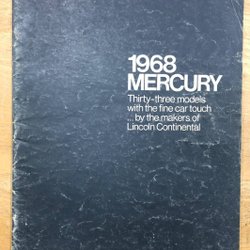 1968
MERCURY
Thirty-three models
with the fine car touch
... by the makers of
Lincoln Continental